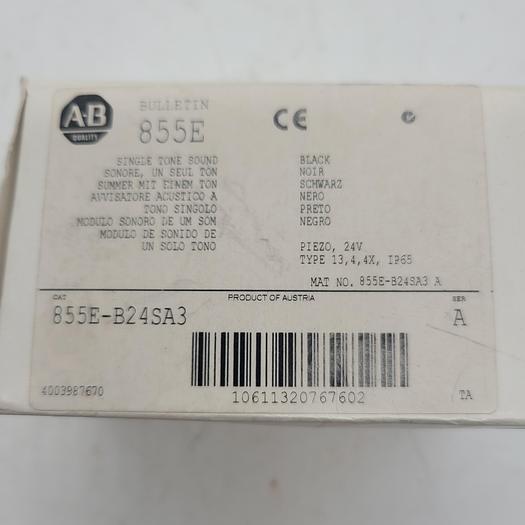 A-B
QUALITY
BULLETIN
855E
CE
SINGLE TONE SOUND
SONORE, UN SEUL TON
SUMMER MIT EINEM TON
AVVISATORE ACUSTICO A
TONO SINGOLO
MODULO SONORO DE UM SOM
MODULO DE SONIDO DE
UN SOLO TONO
BLACK
NOIR
SCHWARZ
NERO
PRETO
NEGRO
PIEZO, 24V
TYPE 13,4,4X, IP65
MAT NO. 855E-B24SA3 A
CAT
PRODUCT OF AUSTRIA
SER
855E-B24SA3
A
4003987670
10611320767602
TA